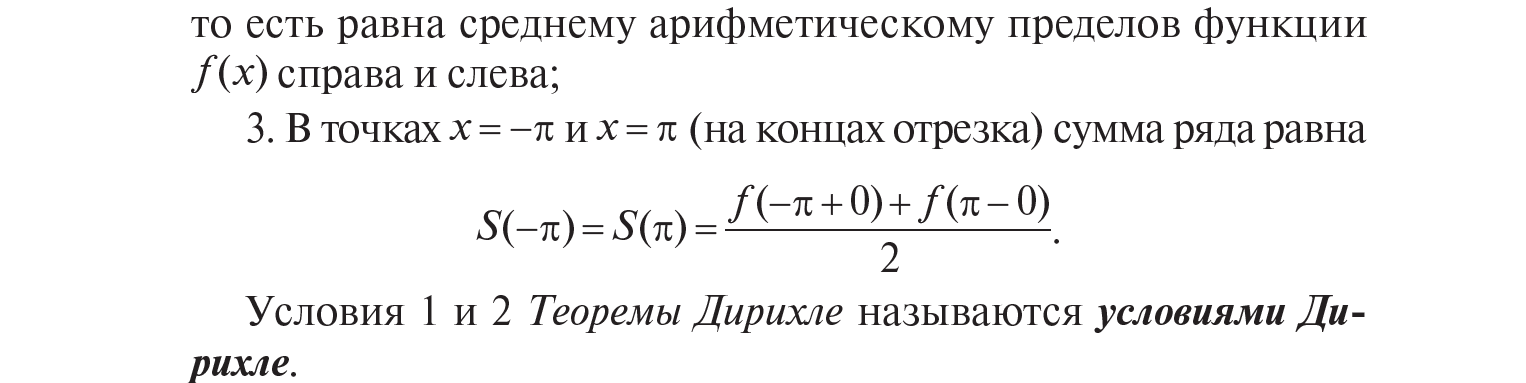 то есть равна среднему арифметическому пределов функции
f(x) справа и слева;
3. В точках x = −π и x = π (на концах отрезка) сумма ряда равна
S(−π) = S(π) = (f(−π + 0) + f(π − 0))/2.
Условия 1 и 2 Теоремы Дирихле называются условиями Ди-
рихле.